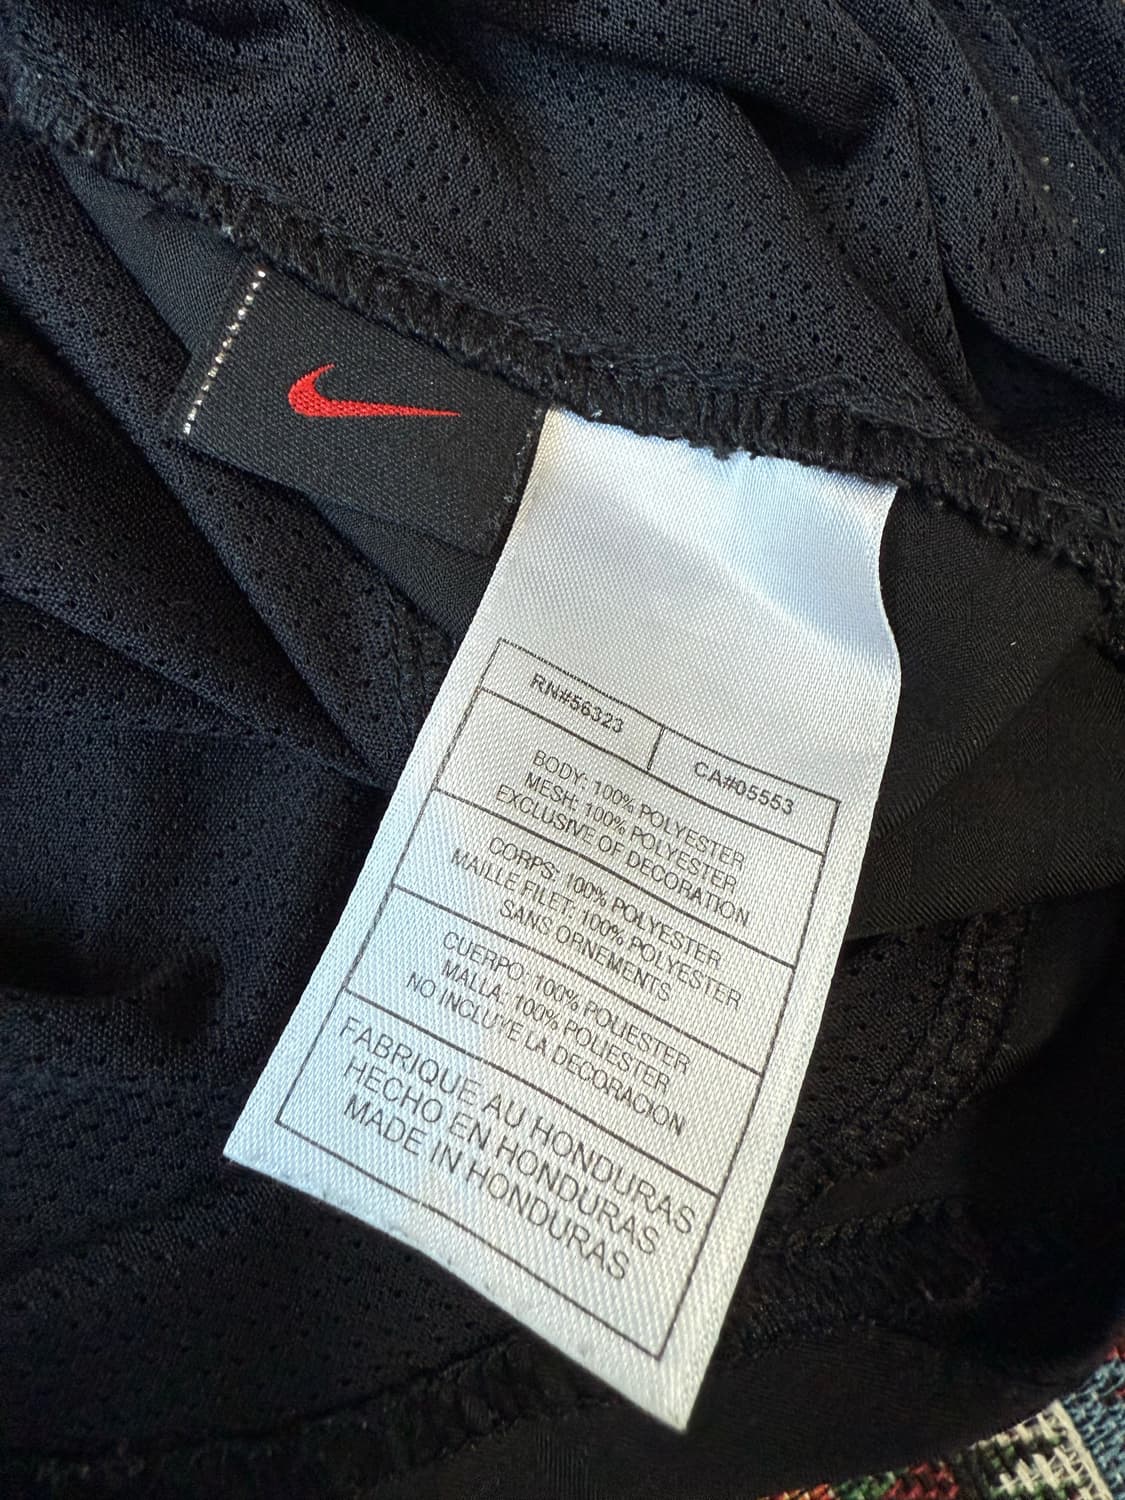 RN#56323
CA#05553
BODY: 100% POLYESTER
MESH: 100% POLYESTER
EXCLUSIVE OF DECORATION
CORPS: 100% POLYESTER
MAILLE FILET: 100% POLYESTER
SANS ORNEMENTS
CUERPO: 100% POLIESTER
MALLA: 100% POLIESTER
NO INCLUYE LA DECORACION
FABRIQUE AU HONDURAS
HECHO EN HONDURAS
MADE IN HONDURAS